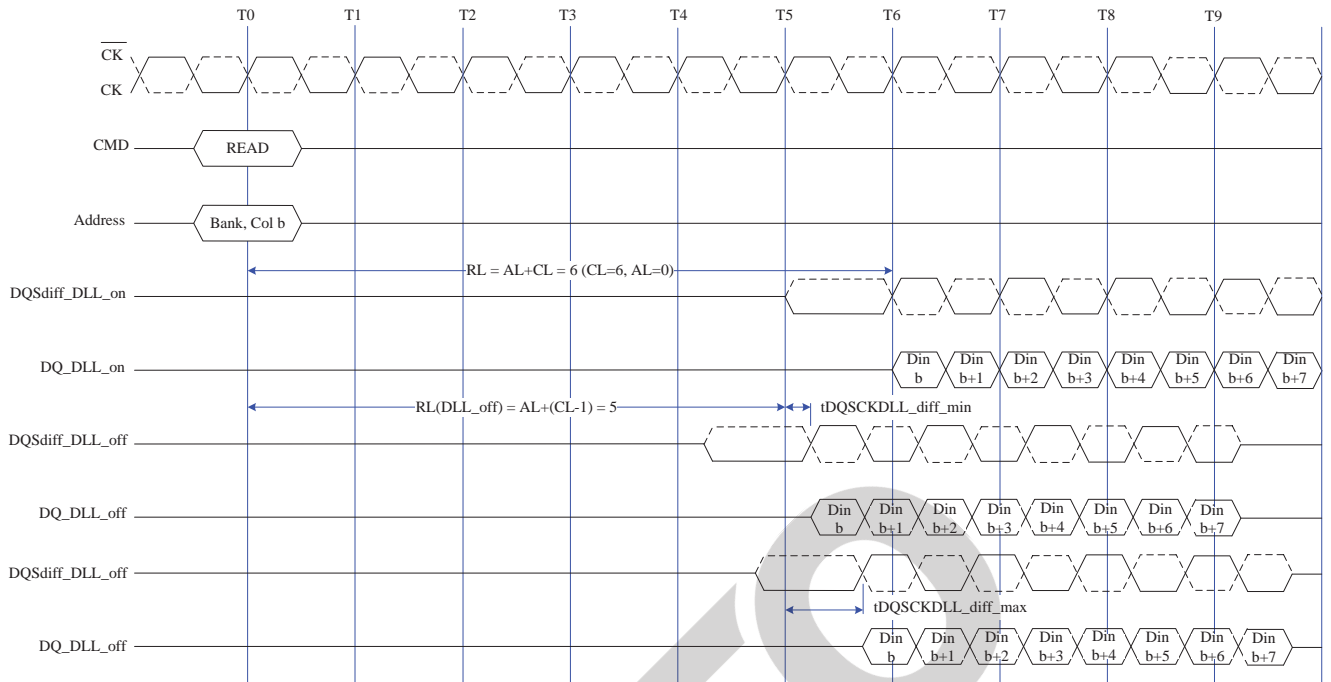 T0 T1 T2 T3 T4 T5 T6 T7 T8 T9
CK
CK
CMD READ
Address Bank, Col b
RL = AL+CL = 6 (CL=6, AL=0)
DQSdiff_DLL_on
DQ_DLL_on Din b Din b+1 Din b+2 Din b+3 Din b+4 Din b+5 Din b+6 Din b+7
RL(DLL_off) = AL+(CL-1) = 5 tDQSCKDLL_diff_min
DQSdiff_DLL_off
DQ_DLL_off Din b Din b+1 Din b+2 Din b+3 Din b+4 Din b+5 Din b+6 Din b+7
DQSdiff_DLL_off
tDQSCKDLL_diff_max
DQ_DLL_off Din b Din b+1 Din b+2 Din b+3 Din b+4 Din b+5 Din b+6 Din b+7